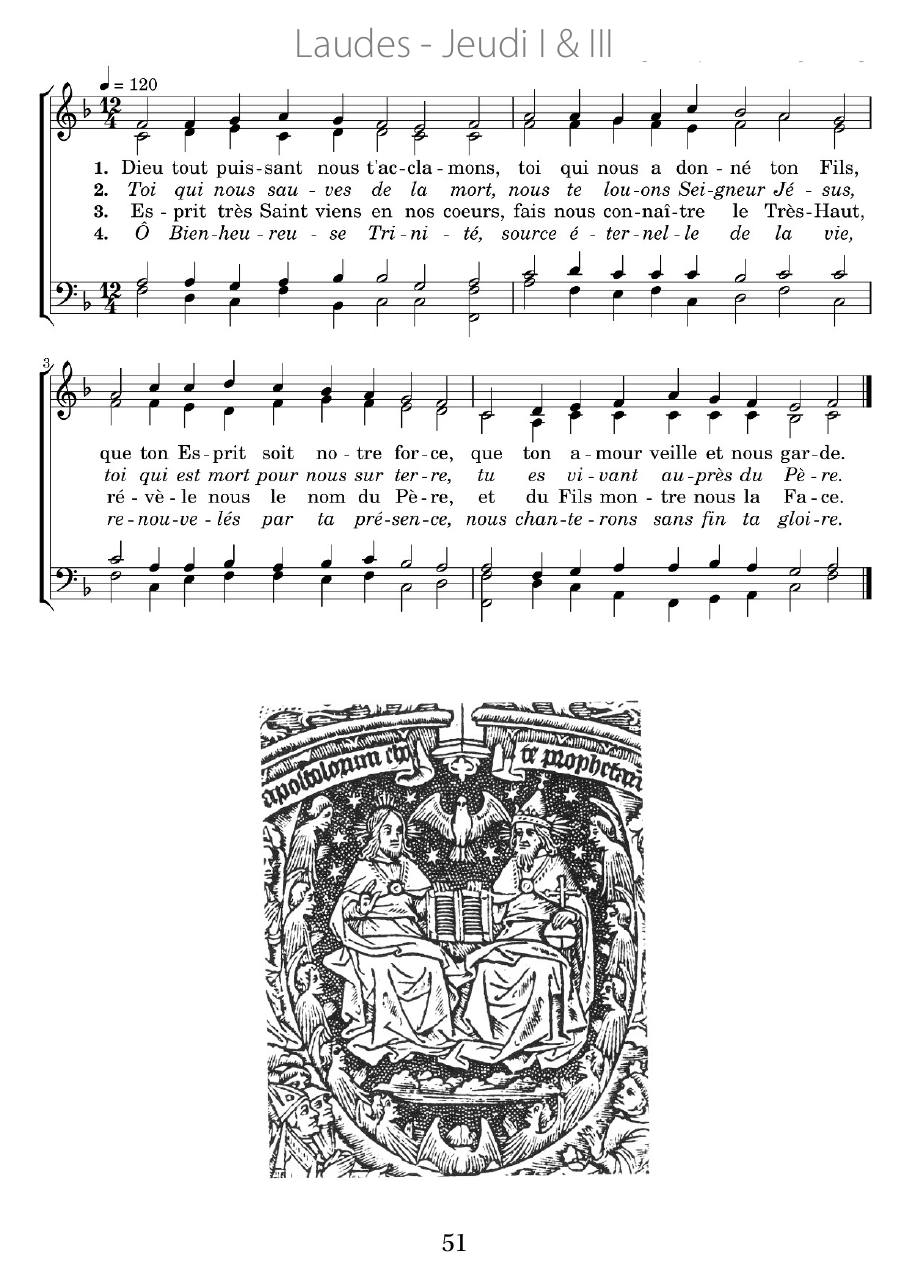 Laudes - Jeudi I & III
= 120
12
4
1. Dieu tout puis-sant nous t'ac-cla-mons, toi qui nous a don-né ton Fils,
2. Toi qui nous sau-ves de la mort, nous te lou-ons Sei-gneur Jé-sus,
3. Es-prit très Saint viens en nos coeurs, fais nous con-naî-tre le Très-Haut,
4. Ô Bien-heu-reu-se Tri-ni-té, source é-ter-nel-le de la vie,
12
4
3
que ton Es-prit soit no-tre for-ce, que ton a-mour veille et nous gar-de.
toi qui est mort pour nous sur ter-re, tu es vi-vant au-près du Pè-re.
ré-vè-le nous le nom du Pè-re, et du Fils mon-tre nous la Fa-ce.
re-nou-ve-lés par ta pré-sen-ce, nous chan-te-rons sans fin ta gloi-re.
apostolorum te
51